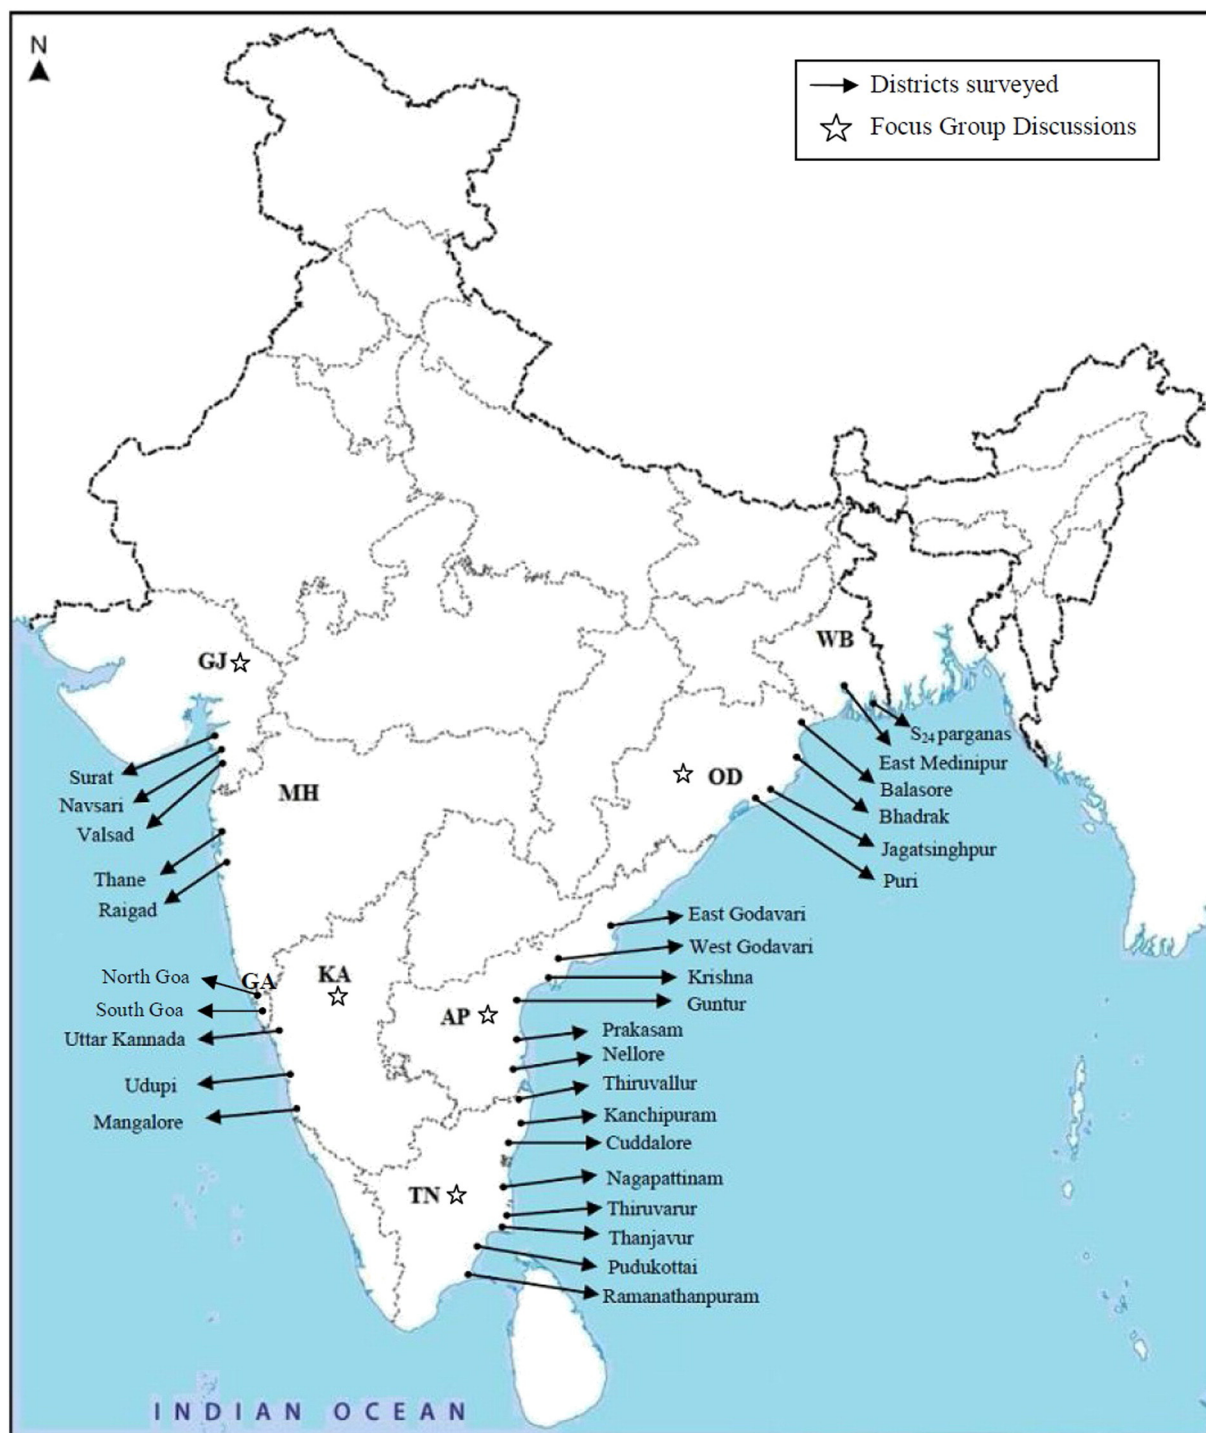 N
Districts surveyed
Focus Group Discussions
WB
GJ
S24 parganas
East Medinipur
Surat
OD
Balasore
Navsari
MH
Bhadrak
Valsad
Jagatsinghpur
Thane
Puri
Raigad
East Godavari
West Godavari
North Goa
GA
KA
Krishna
South Goa
Guntur
AP
Uttar Kannada
Prakasam
Nellore
Udupi
Thiruvallur
Mangalore
Kanchipuram
Cuddalore
Nagapattinam
TN
Thiruvarur
Thanjavur
Pudukottai
Ramanathanpuram
INDIAN OCEAN